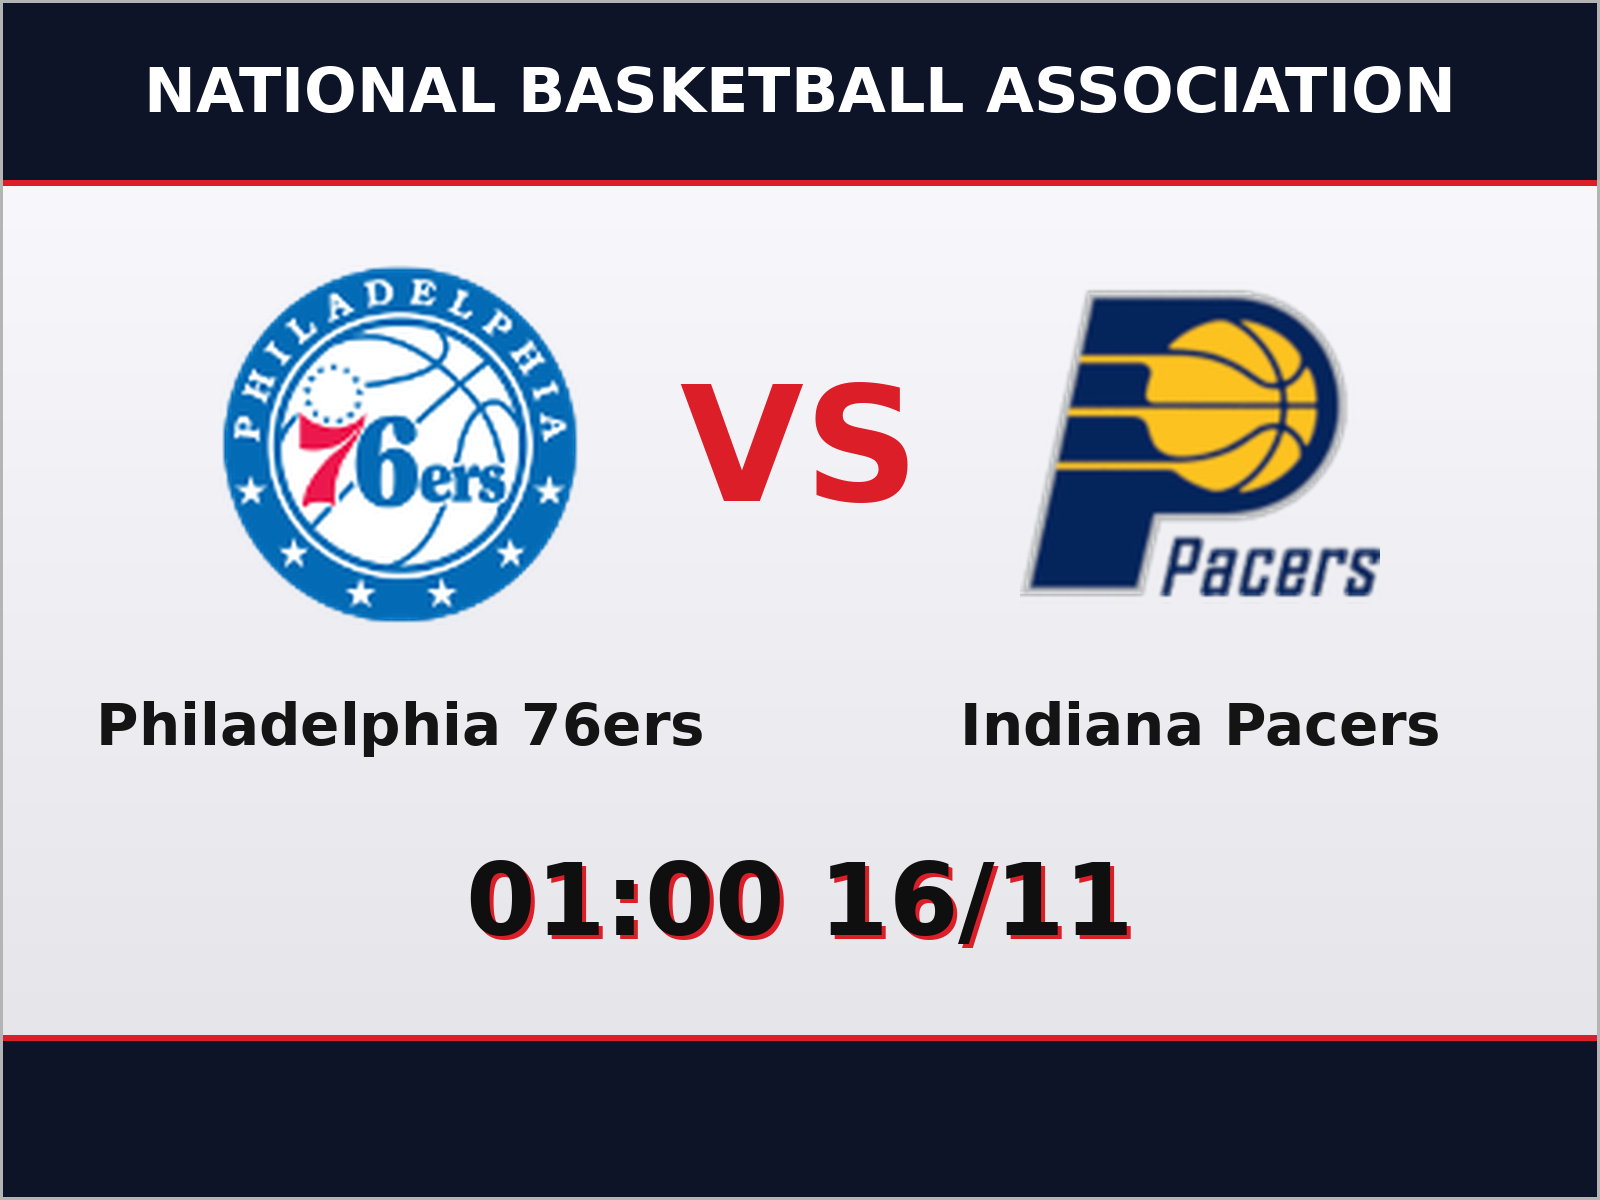 NATIONAL BASKETBALL ASSOCIATION
PHILADELPHIA
76ers
VS
Pacers
Philadelphia 76ers
Indiana Pacers
01:00 16/11